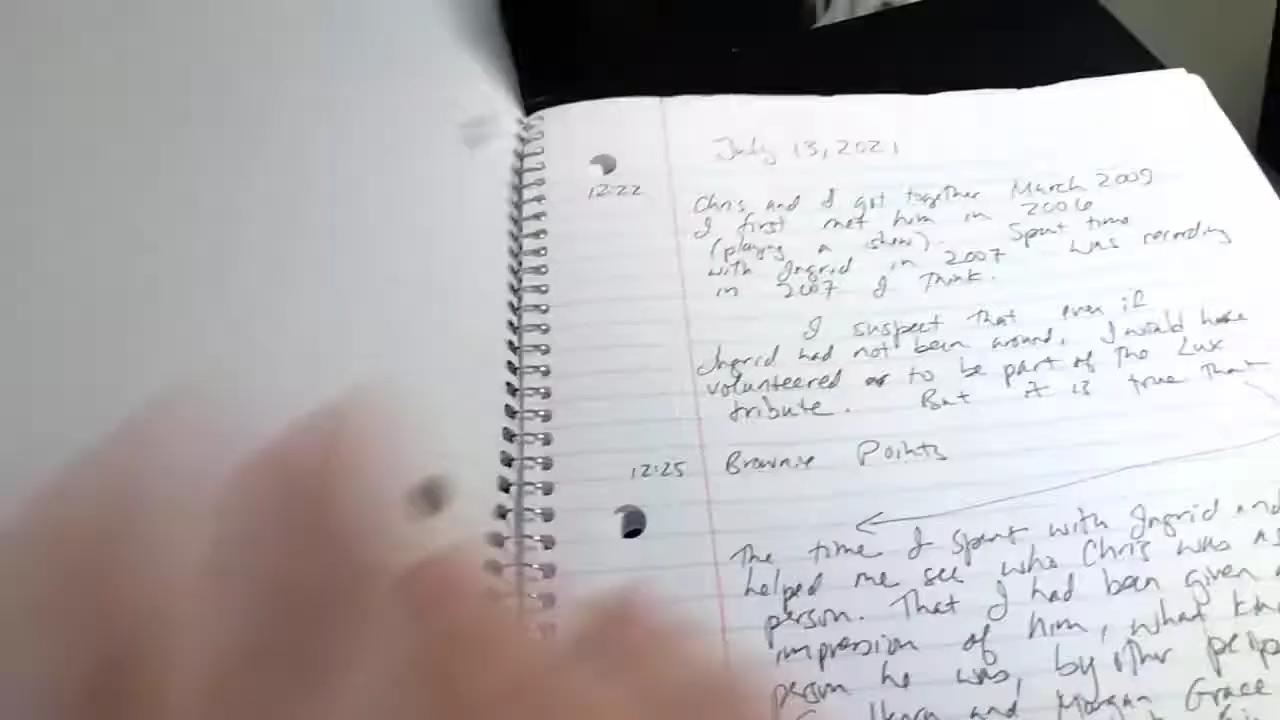 July 13, 2021
12:22
Chris and I got together March 2009
I first met him in 2006
(playing a show). Spent time
with Ingrid in 2007 was recording
in 2007 I think.
I suspect that even if
Ingrid had not been around, I would have
volunteered or to be part of the Lux
tribute. But it is true that
12:25 Brownie Points
The time I spent with Ingrid and
helped me see who Chris was as
person. That I had been given
impression of him, what
person he was, by other
and Morgan Grace